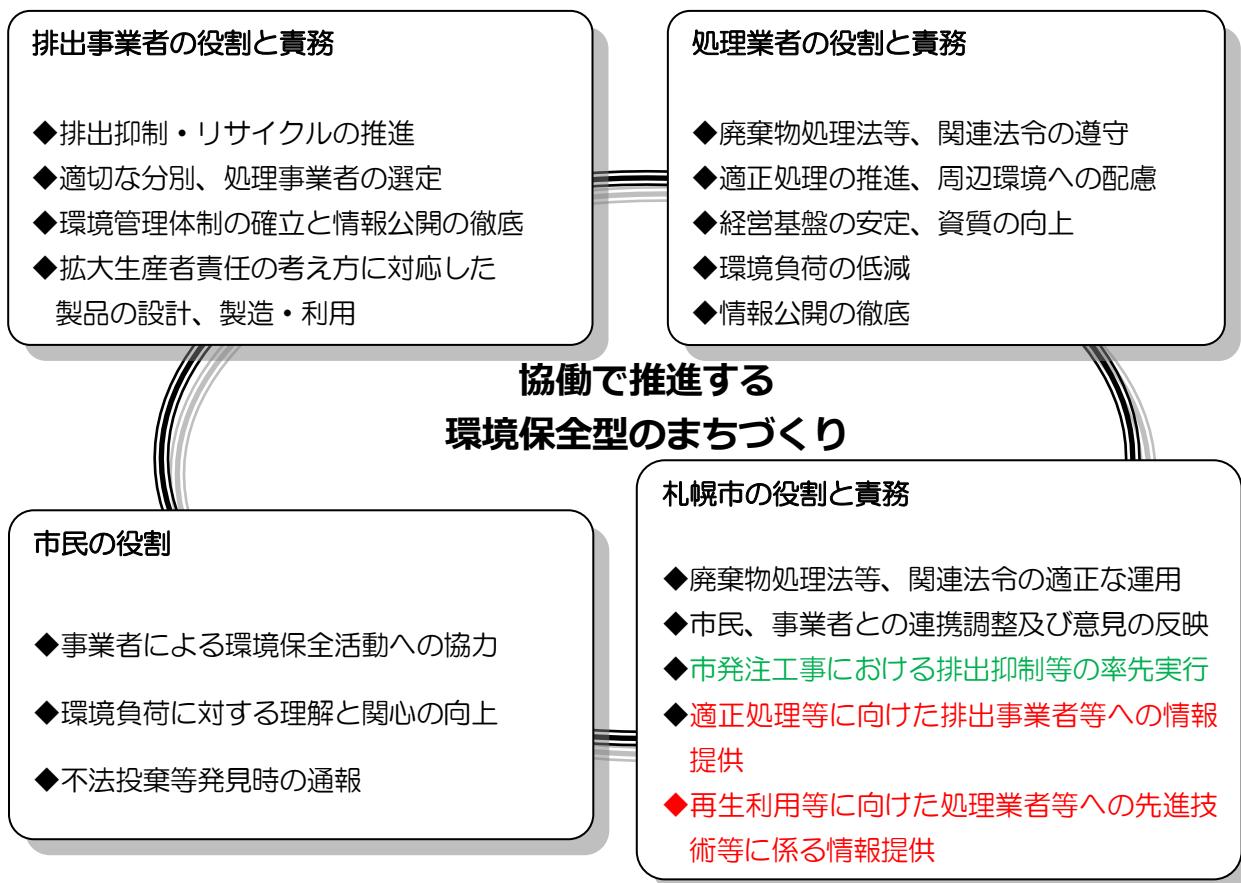 排出事業者の役割と責務
◆排出抑制・リサイクルの推進
◆適切な分別、処理事業者の選定
◆環境管理体制の確立と情報公開の徹底
◆拡大生産者責任の考え方に対応した
製品の設計、製造・利用
処理業者の役割と責務
◆廃棄物処理法等、関連法令の遵守
◆適正処理の推進、周辺環境への配慮
◆経営基盤の安定、資質の向上
◆環境負荷の低減
◆情報公開の徹底
協働で推進する
環境保全型のまちづくり
市民の役割
◆事業者による環境保全活動への協力
◆環境負荷に対する理解と関心の向上
◆不法投棄等発見時の通報
札幌市の役割と責務
◆廃棄物処理法等、関連法令の適正な運用
◆市民、事業者との連携調整及び意見の反映
◆市発注工事における排出抑制等の率先実行
◆適正処理等に向けた排出事業者等への情報
提供
◆再生利用等に向けた処理業者等への先進技
術等に係る情報提供